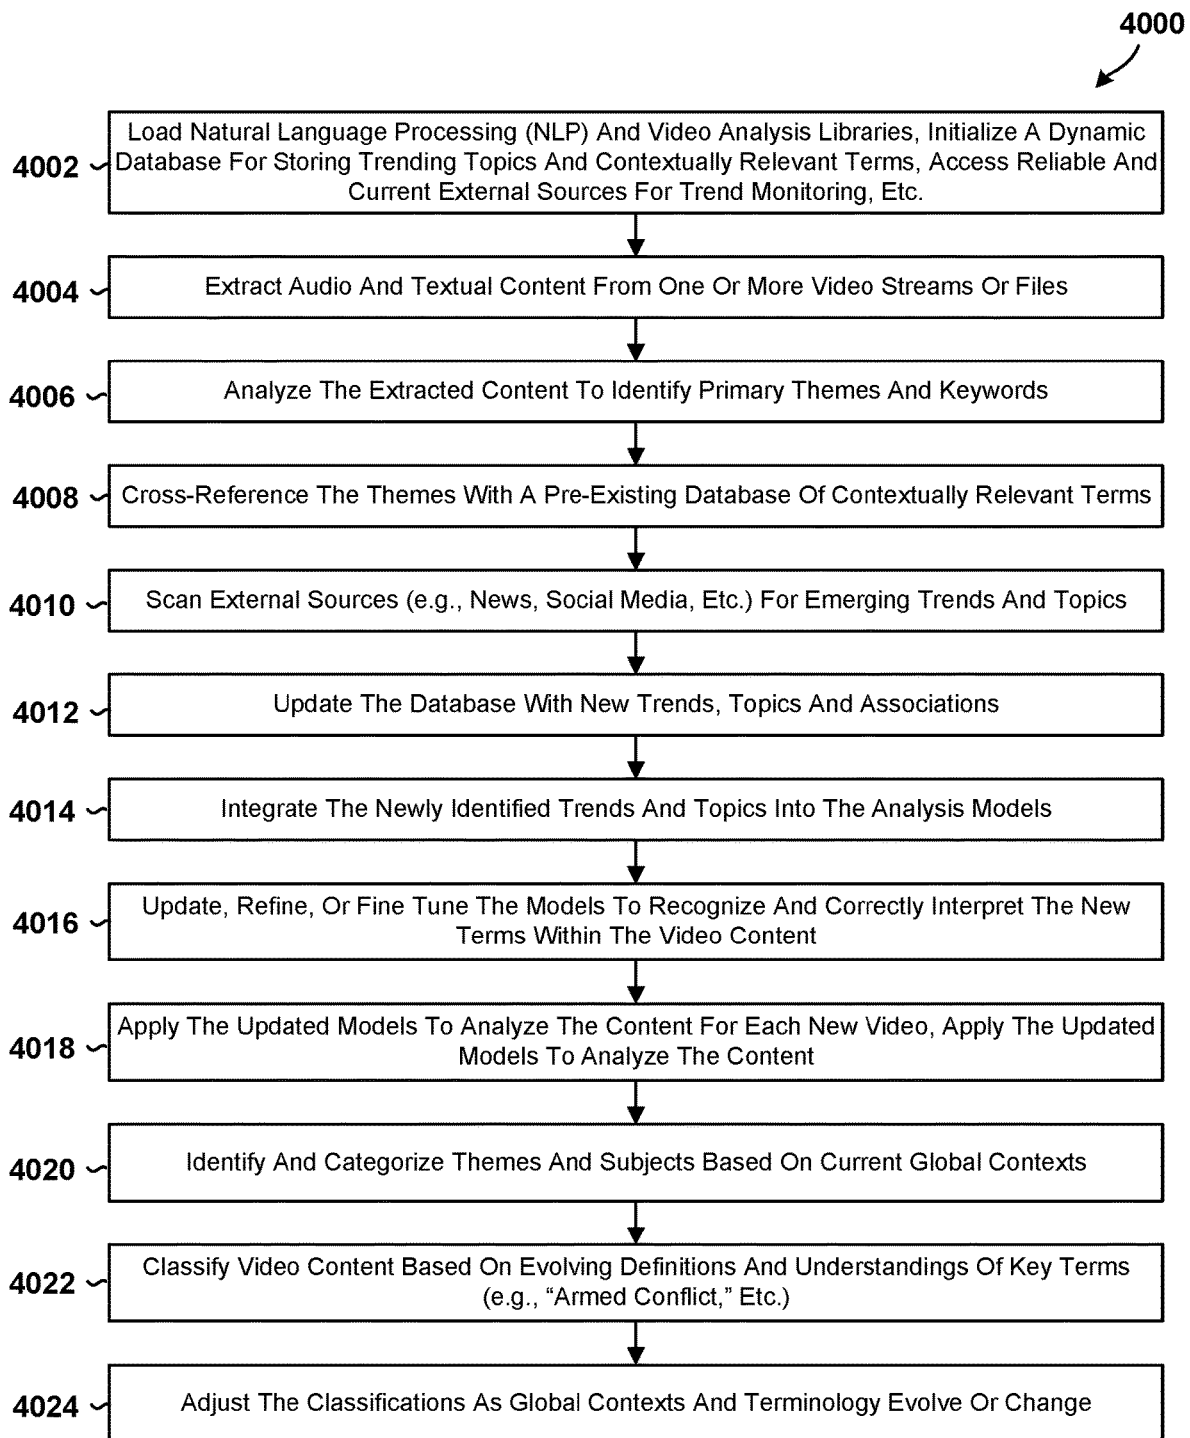 4000
4002
Load Natural Language Processing (NLP) And Video Analysis Libraries, Initialize A Dynamic
Database For Storing Trending Topics And Contextually Relevant Terms, Access Reliable And
Current External Sources For Trend Monitoring, Etc.
4004
Extract Audio And Textual Content From One Or More Video Streams Or Files
4006
Analyze The Extracted Content To Identify Primary Themes And Keywords
4008
Cross-Reference The Themes With A Pre-Existing Database Of Contextually Relevant Terms
4010
Scan External Sources (e.g., News, Social Media, Etc.) For Emerging Trends And Topics
4012
Update The Database With New Trends, Topics And Associations
4014
Integrate The Newly Identified Trends And Topics Into The Analysis Models
4016
Update, Refine, Or Fine Tune The Models To Recognize And Correctly Interpret The New
Terms Within The Video Content
4018
Apply The Updated Models To Analyze The Content For Each New Video, Apply The Updated
Models To Analyze The Content
4020
Identify And Categorize Themes And Subjects Based On Current Global Contexts
4022
Classify Video Content Based On Evolving Definitions And Understandings Of Key Terms
(e.g., “Armed Conflict,” Etc.)
4024
Adjust The Classifications As Global Contexts And Terminology Evolve Or Change